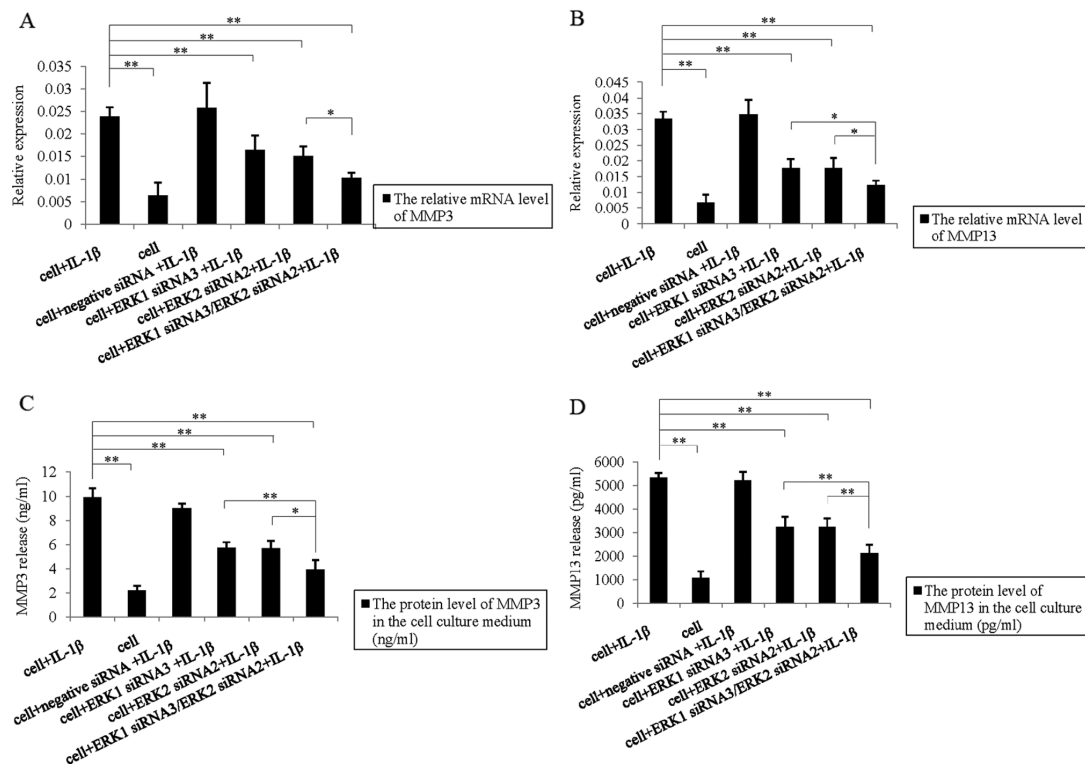 A
**
**
**
**
*
0.035
0.03
0.025
0.02
0.015
0.01
0.005
0
Relative expression
cell+IL-1β
cell
cell+negative siRNA +IL-1β
cell+ERK1 siRNA3 +IL-1β
cell+ERK2 siRNA2+IL-1β
cell+ERK1 siRNA3/ERK2 siRNA2+IL-1β
The relative mRNA level
of MMP3
B
**
**
**
**
*
*
0.045
0.04
0.035
0.03
0.025
0.02
0.015
0.01
0.005
0
Relative expression
cell+IL-1β
cell
cell+negative siRNA +IL-1β
cell+ERK1 siRNA3 +IL-1β
cell+ERK2 siRNA2+IL-1β
cell+ERK1 siRNA3/ERK2 siRNA2+IL-1β
The relative mRNA level
of MMP13
C
**
**
**
**
**
*
12
10
8
6
4
2
0
MMP3 release (ng/ml)
cell+IL-1β
cell
cell+negative siRNA +IL-1β
cell+ERK1 siRNA3 +IL-1β
cell+ERK2 siRNA2+IL-1β
cell+ERK1 siRNA3/ERK2 siRNA2+IL-1β
The protein level of MMP3
in the cell culture medium
(ng/ml)
D
**
**
**
**
**
**
6000
5000
4000
3000
2000
1000
0
MMP13 release (pg/ml)
cell+IL-1β
cell
cell+negative siRNA +IL-1β
cell+ERK1 siRNA3 +IL-1β
cell+ERK2 siRNA2+IL-1β
cell+ERK1 siRNA3/ERK2 siRNA2+IL-1β
The protein level of
MMP13 in the cell culture
medium (pg/ml)